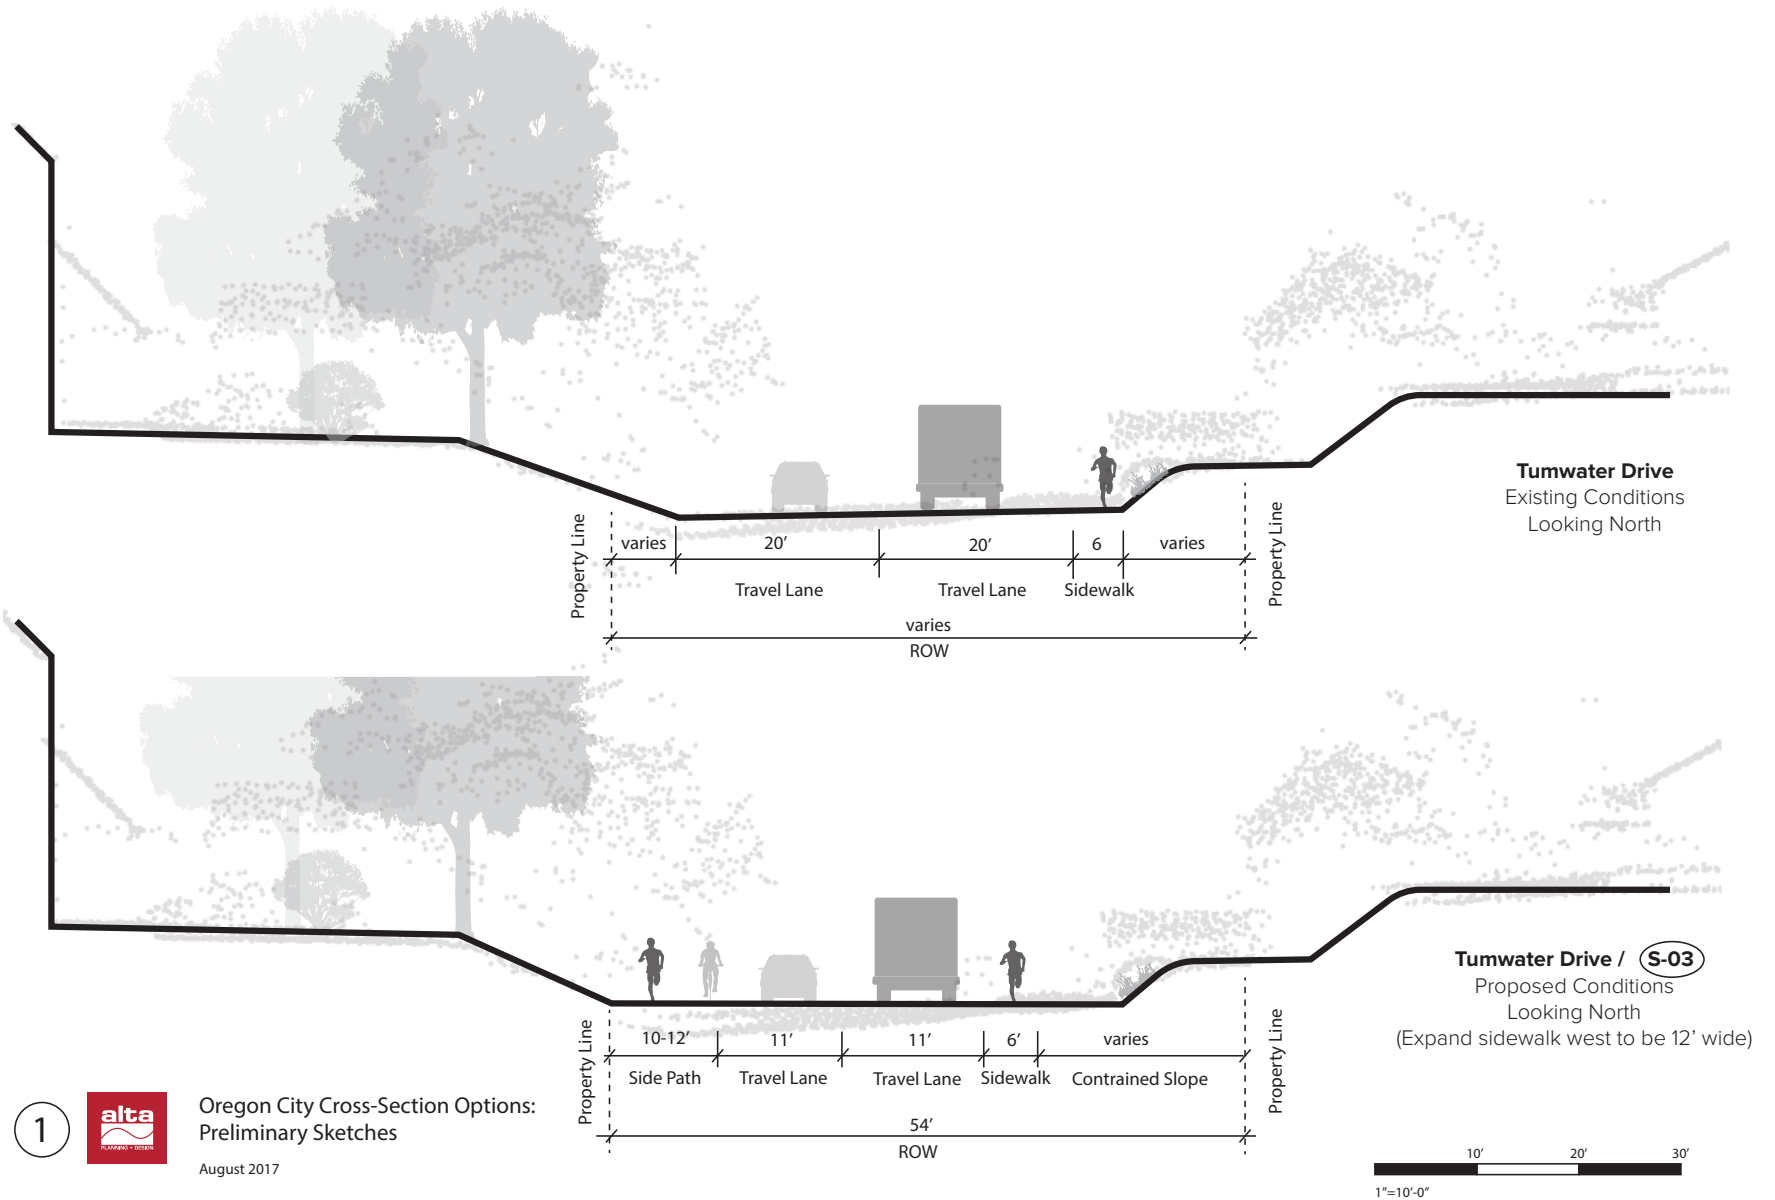 Tumwater Drive
Existing Conditions
Looking North
Property Line
varies
20’
20’
6
varies
Property Line
Travel Lane
Travel Lane
Sidewalk
varies
ROW
Tumwater Drive / S-03
Proposed Conditions
Looking North
(Expand sidewalk west to be 12’ wide)
Property Line
10-12’
11’
11’
6’
varies
Property Line
Side Path
Travel Lane
Travel Lane
Sidewalk
Contrained Slope
54’
ROW
1
alta
PLANNING + DESIGN
Oregon City Cross-Section Options:
Preliminary Sketches
August 2017
10’
20’
30’
1”=10’-0”